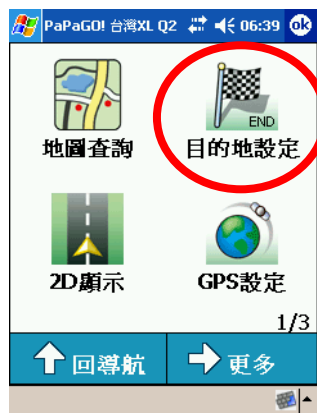 PaPaGO! 台灣XL Q2 06:39 ok
END
地圖查詢 目的地設定
2D顯示 GPS設定
1/3
回導航 更多